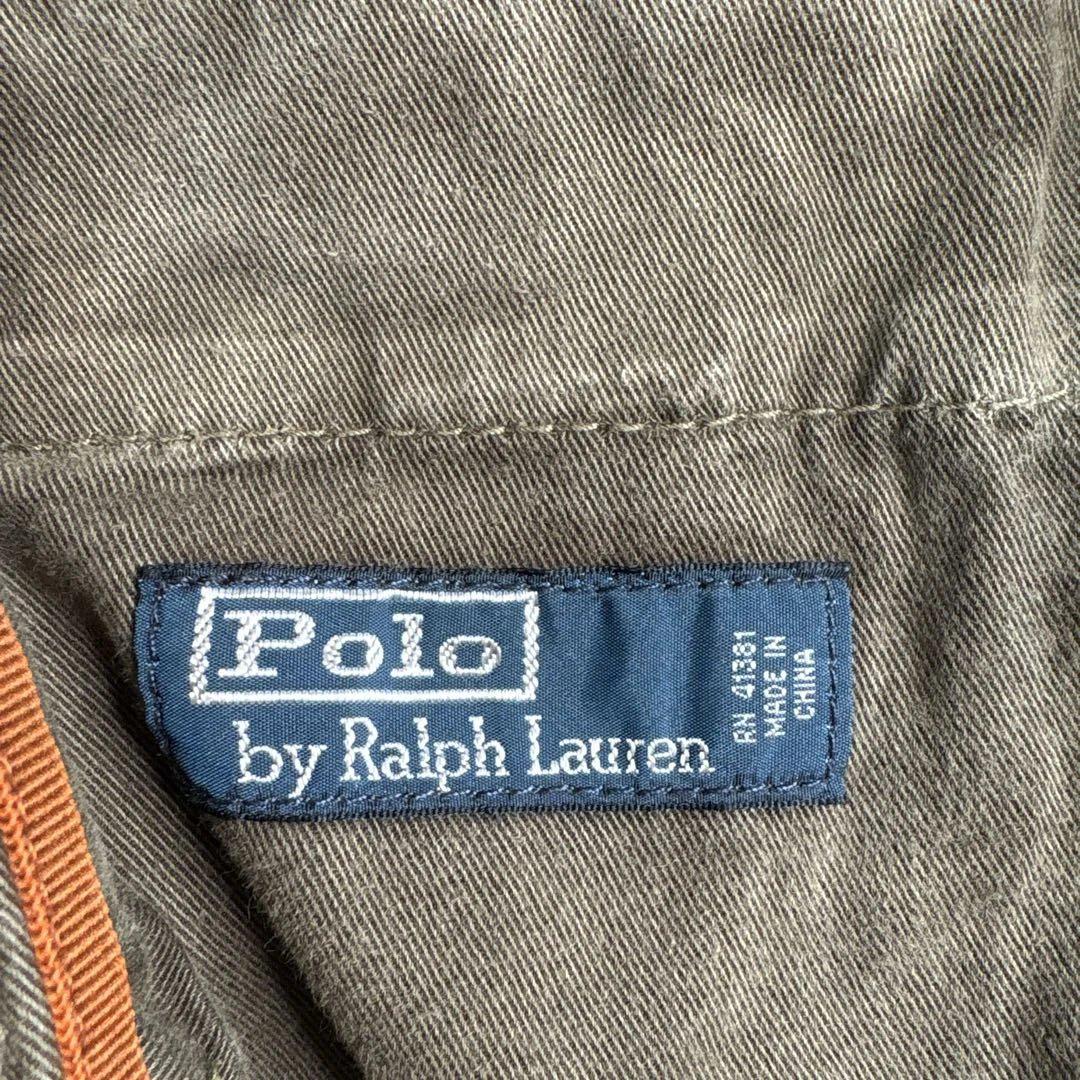 Polo
by Ralph Lauren
RN 41381
MADE IN
CHINA